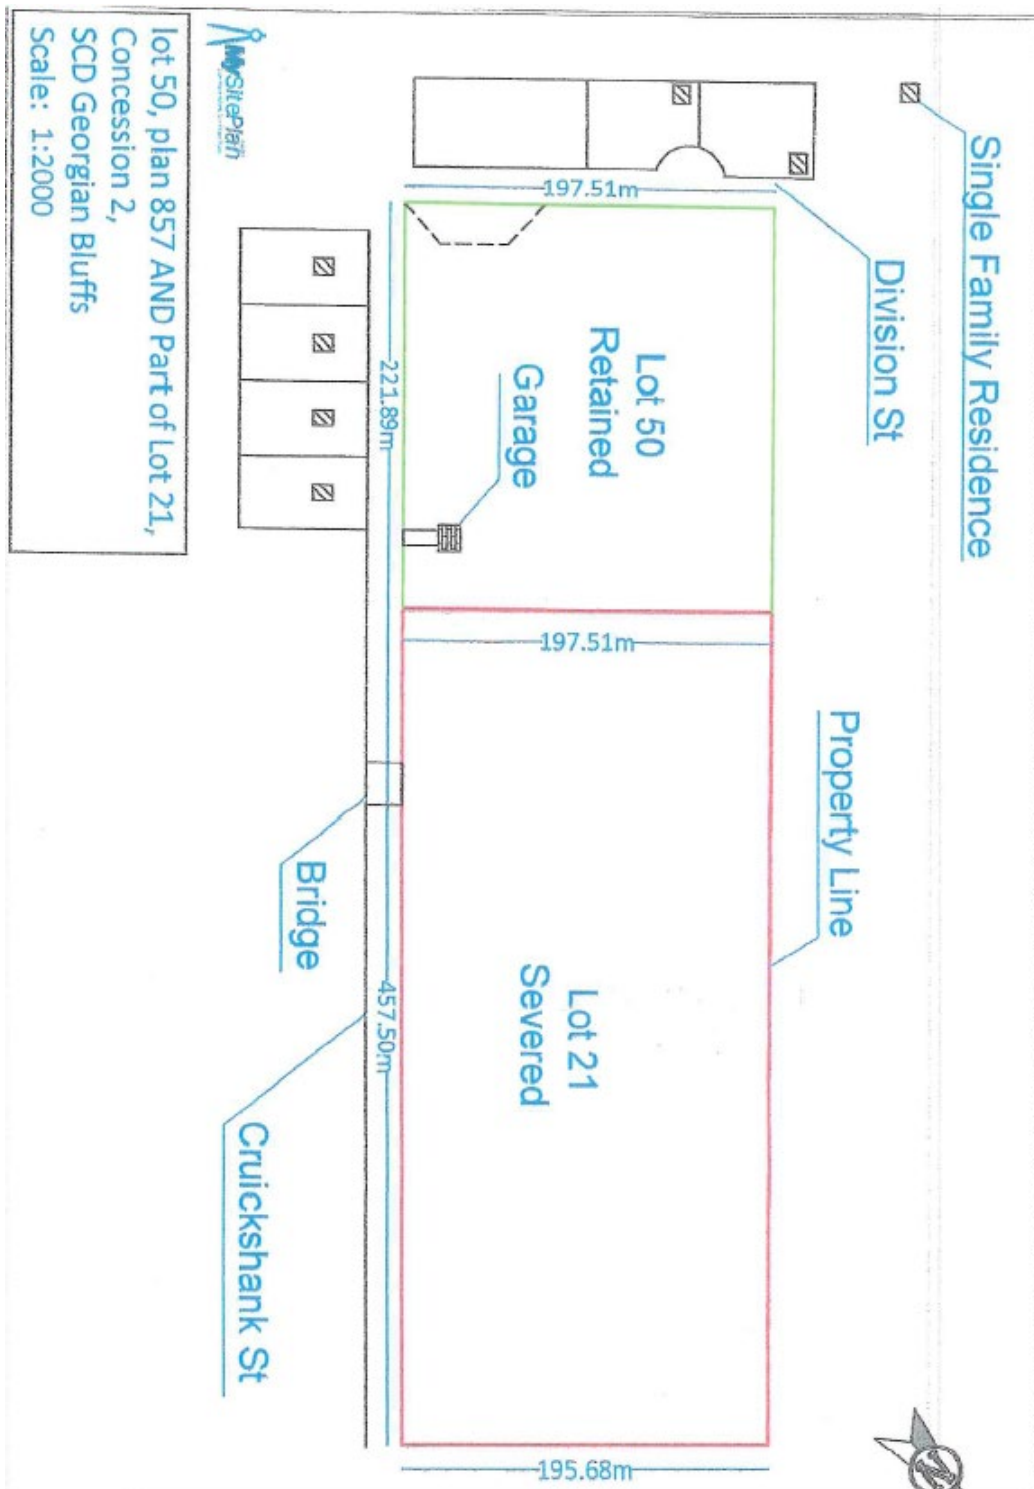 Single Family Residence
Division St
197.51m
Lot 50
Retained
Garage
221.89m
197.51m
Property Line
Lot 21
Severed
Bridge
457.50m
Cruickshank St
195.68m
N
MySitePlan
lot 50, plan 857 AND Part of Lot 21,
Concession 2,
SCD Georgian Bluffs
Scale: 1:2000